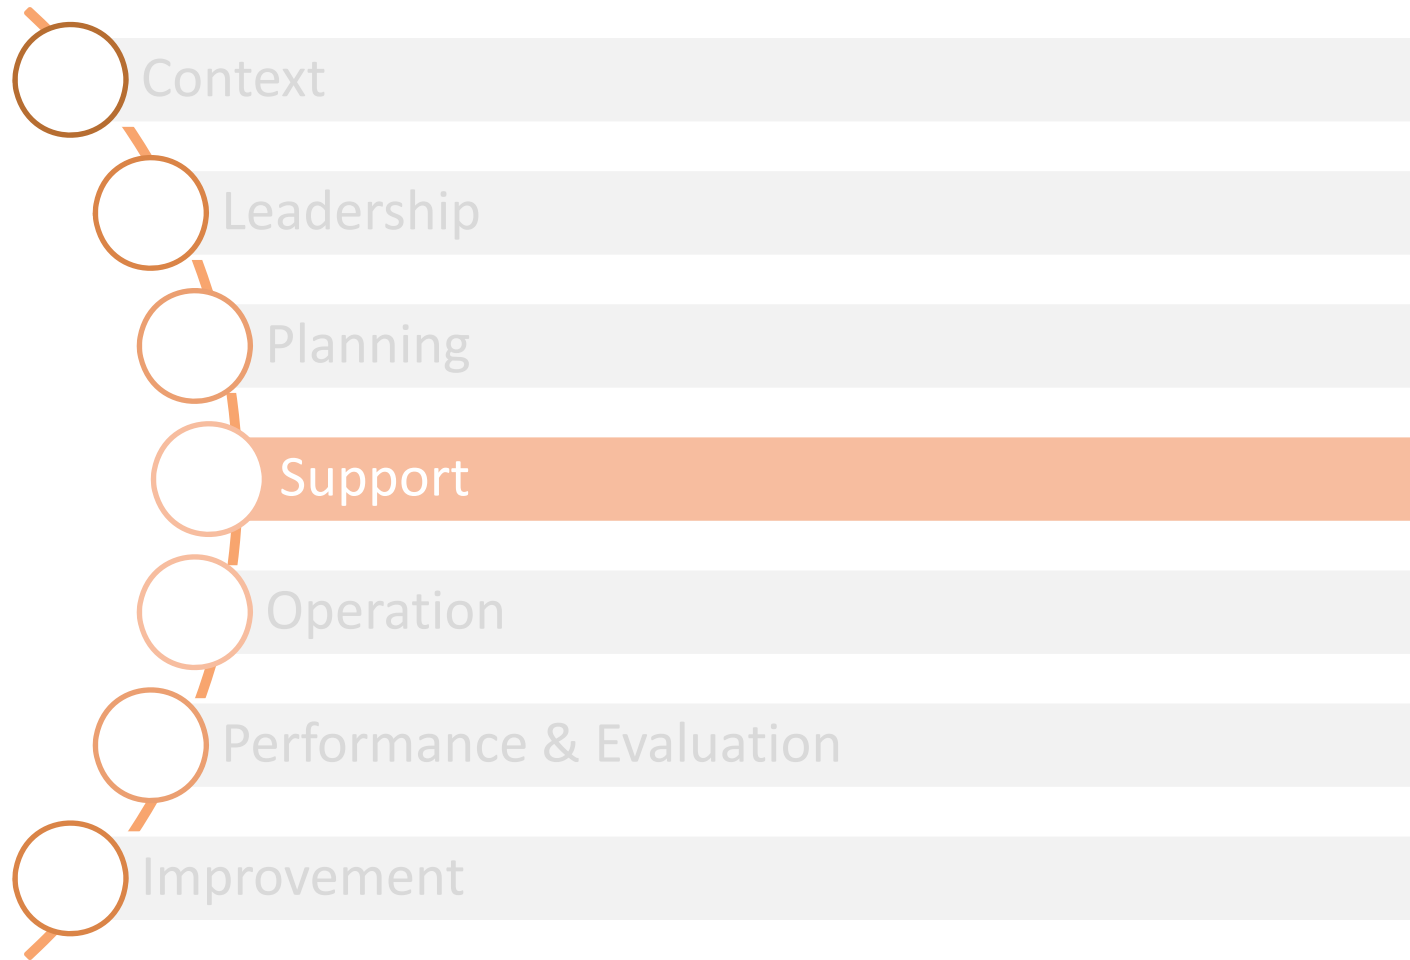 Context
Leadership
Planning
Support
Operation
Performance & Evaluation
Improvement